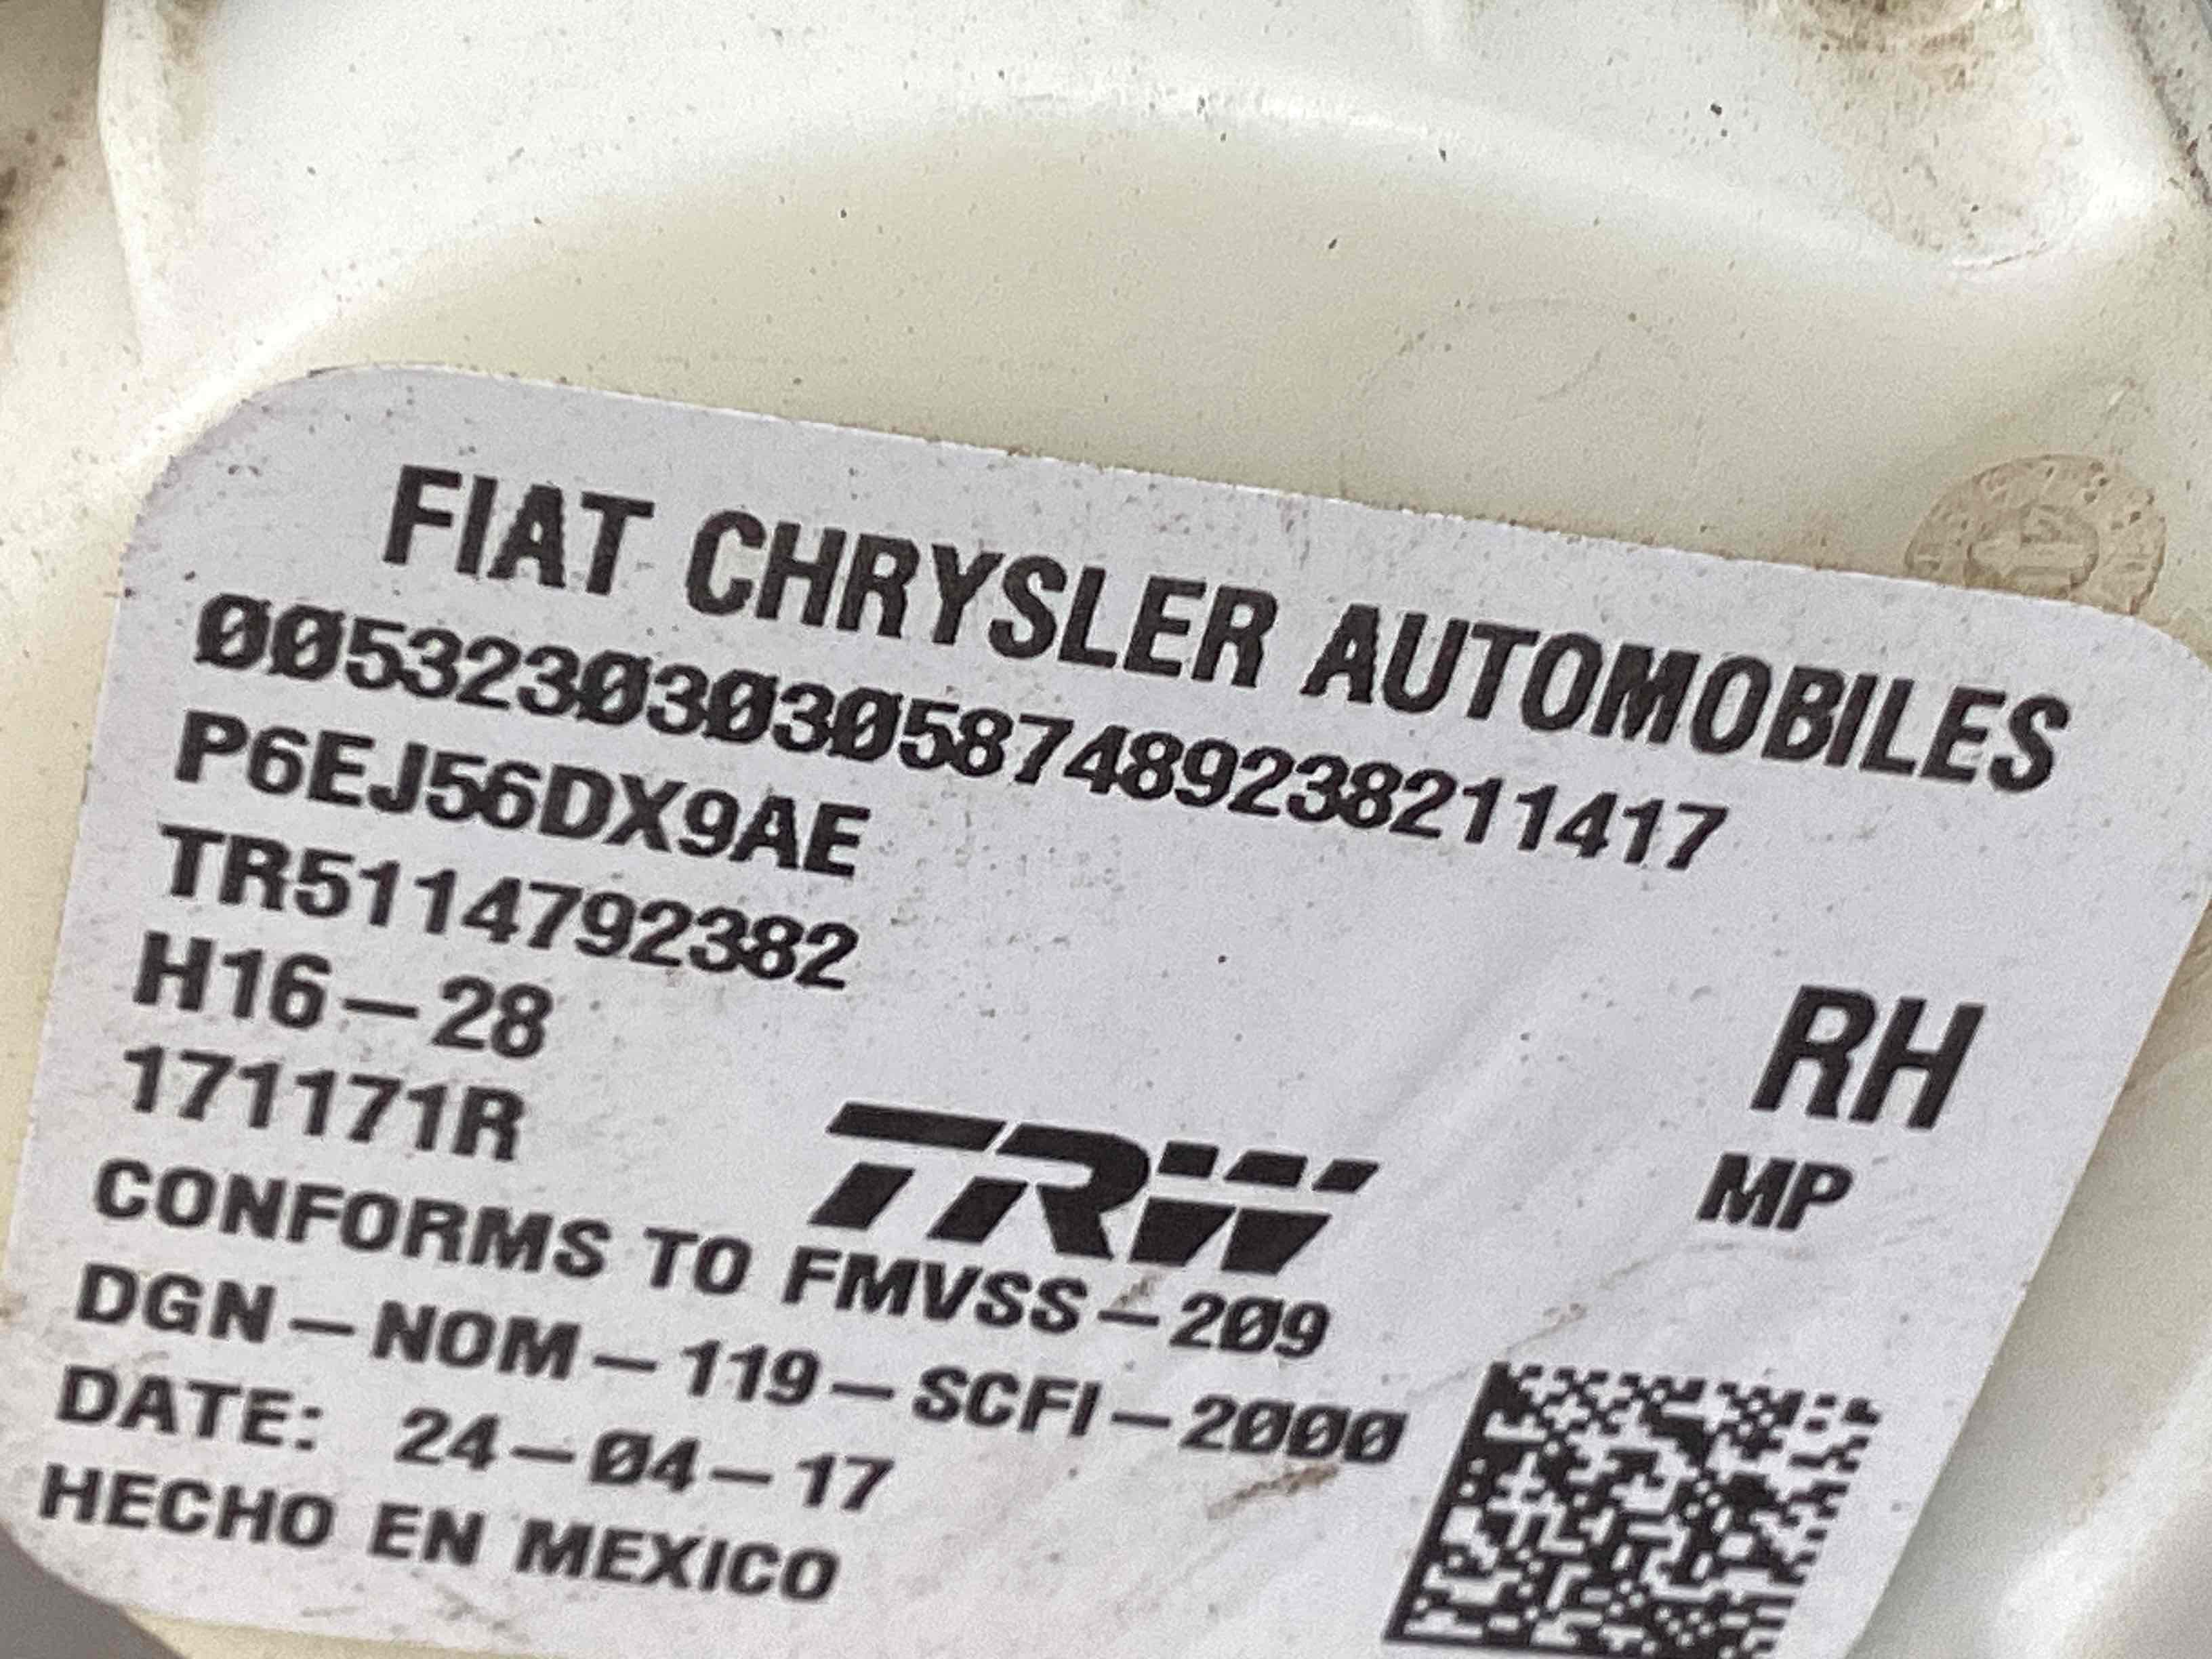 FIAT CHRYSLER AUTOMOBILES
00532303030587489238211417
P6EJ56DX9AE
TR5114792382
H16-28
171171R
RH
TRW
MP
CONFORMS TO FMVSS-209
DGN-NOM-119-SCFI-2000
DATE: 24-04-17
HECHO EN MEXICO